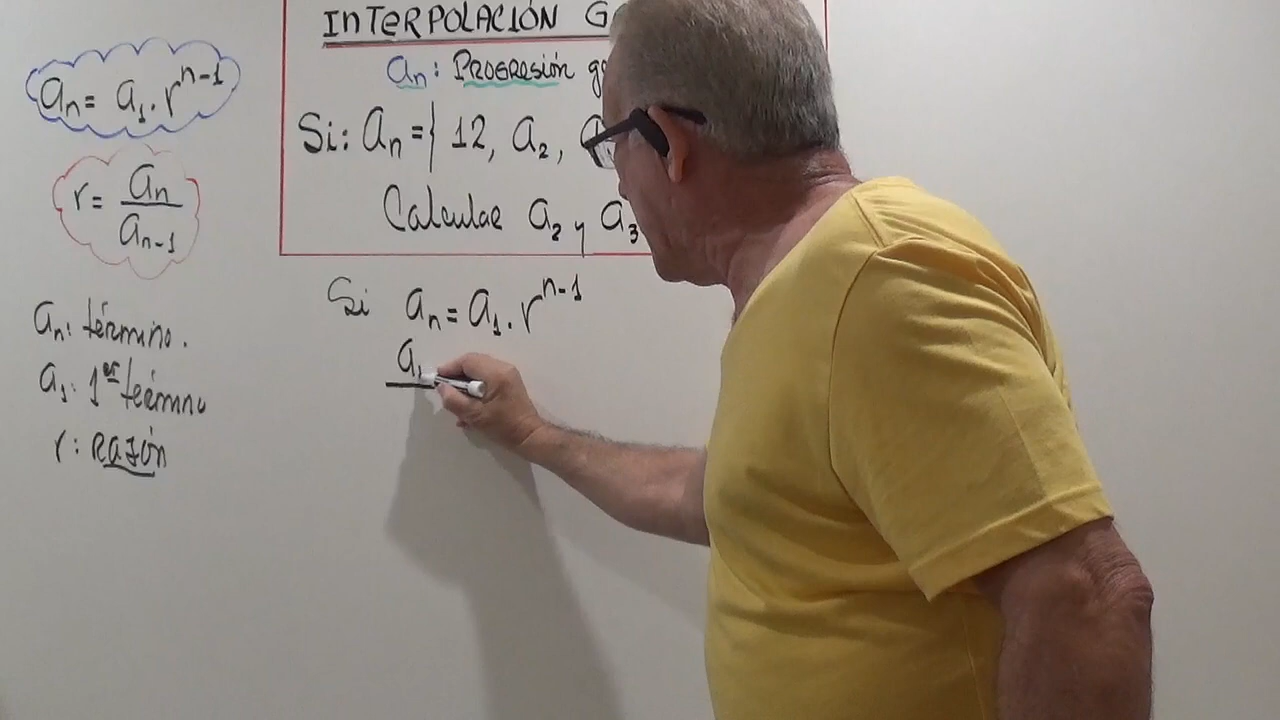 INTERPOLACIÓN G
an: PROGRESIÓN g
Si: an = { 12, a2, a
Calcular a2 y a3
an = a1 . r^n-1
r = an / an-1
an: término.
a1: 1er término
r: RAZÓN
Si an = a1 . r^n-1
a1